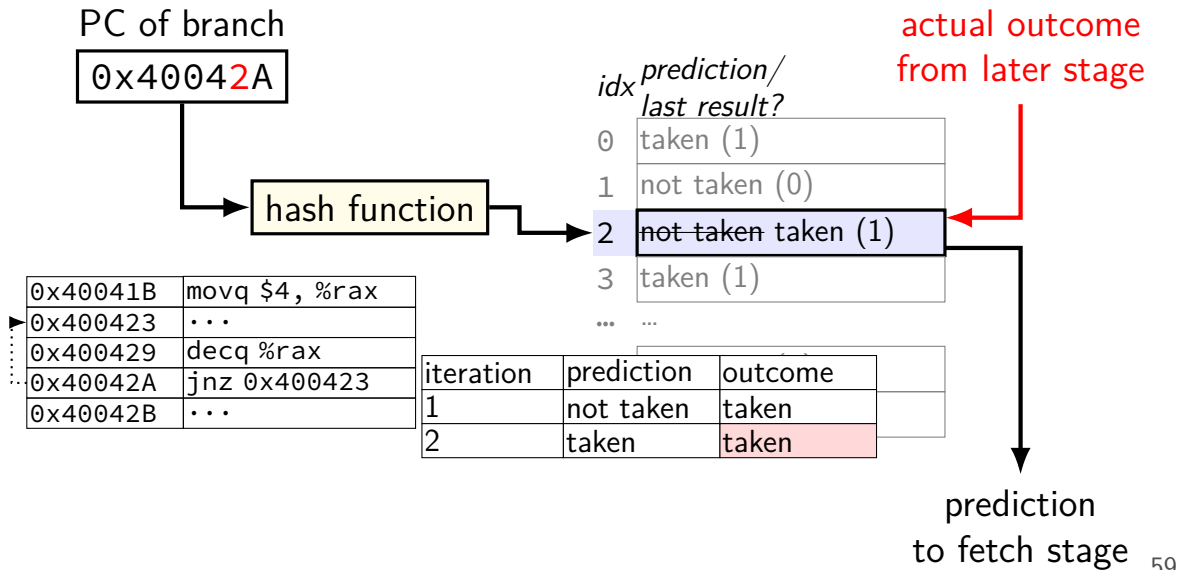 PC of branch
0x40042A
hash function
idx
prediction/
last result?
0 taken (1)
1 not taken (0)
2 not taken taken (1)
3 taken (1)
... ...
actual outcome
from later stage
0x40041B movq $4, %rax
0x400423 ...
0x400429 decq %rax
0x40042A jnz 0x400423
0x40042B ...
iteration prediction outcome
1 not taken taken
2 taken taken
prediction
to fetch stage
59